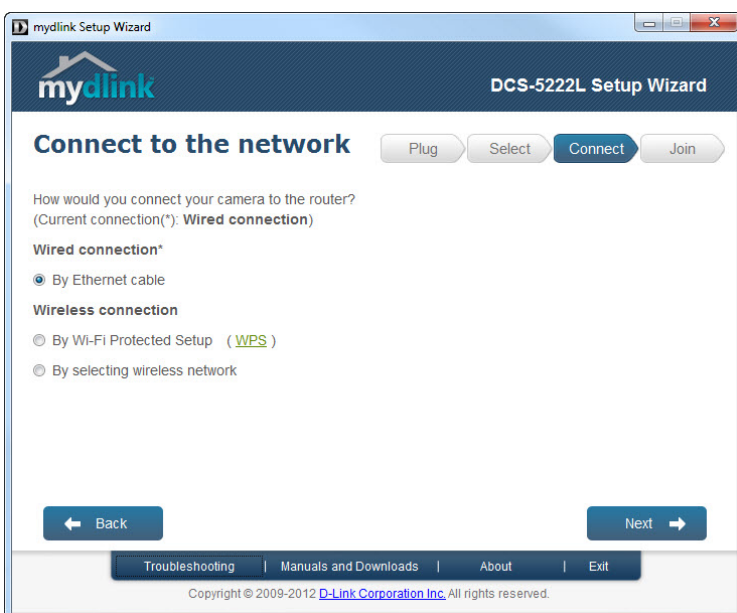 mydlink Setup Wizard
mydlink
DCS-5222L Setup Wizard
Connect to the network
Plug
Select
Connect
Join
How would you connect your camera to the router?
(Current connection(*): Wired connection)
Wired connection*
By Ethernet cable
Wireless connection
By Wi-Fi Protected Setup ( WPS )
By selecting wireless network
Back
Next
Troubleshooting | Manuals and Downloads | About | Exit
Copyright © 2009-2012 D-Link Corporation Inc. All rights reserved.